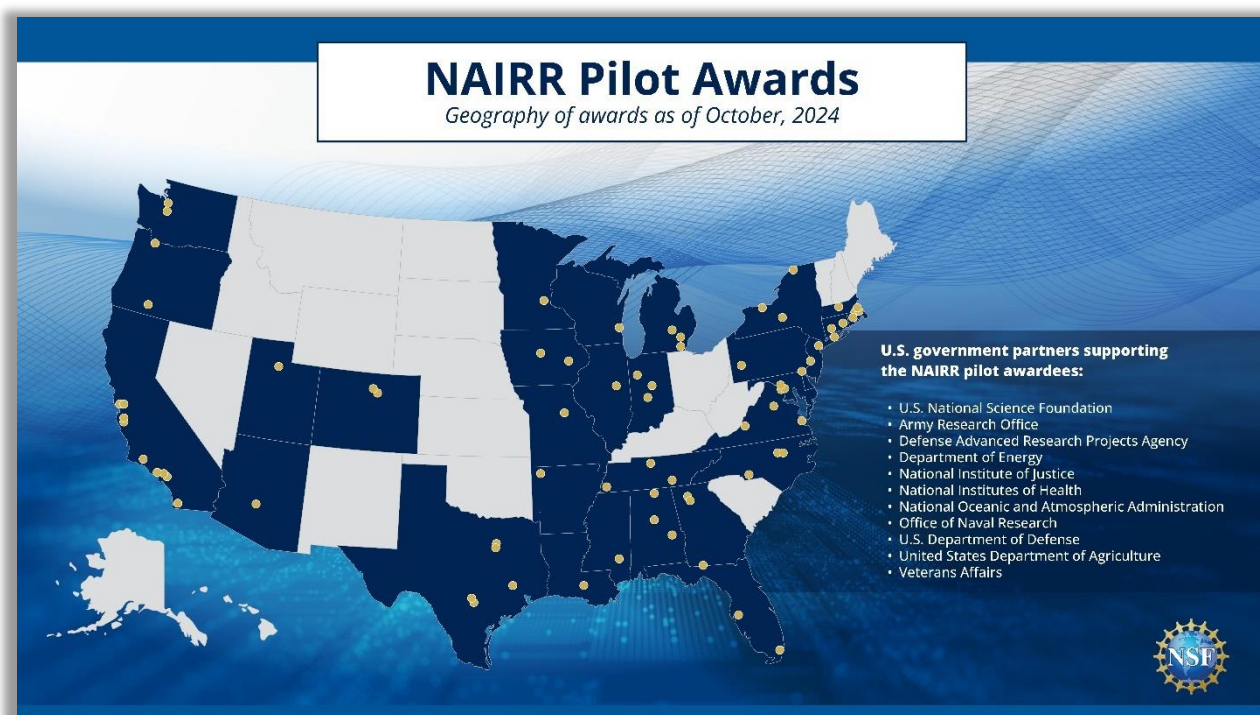 NAIRR Pilot Awards
Geography of awards as of October, 2024
U.S. government partners supporting
the NAIRR pilot awardees:
• U.S. National Science Foundation
• Army Research Office
• Defense Advanced Research Projects Agency
• Department of Energy
• National Institute of Justice
• National Institutes of Health
• National Oceanic and Atmospheric Administration
• Office of Naval Research
• U.S. Department of Defense
• United States Department of Agriculture
• Veterans Affairs
NSF